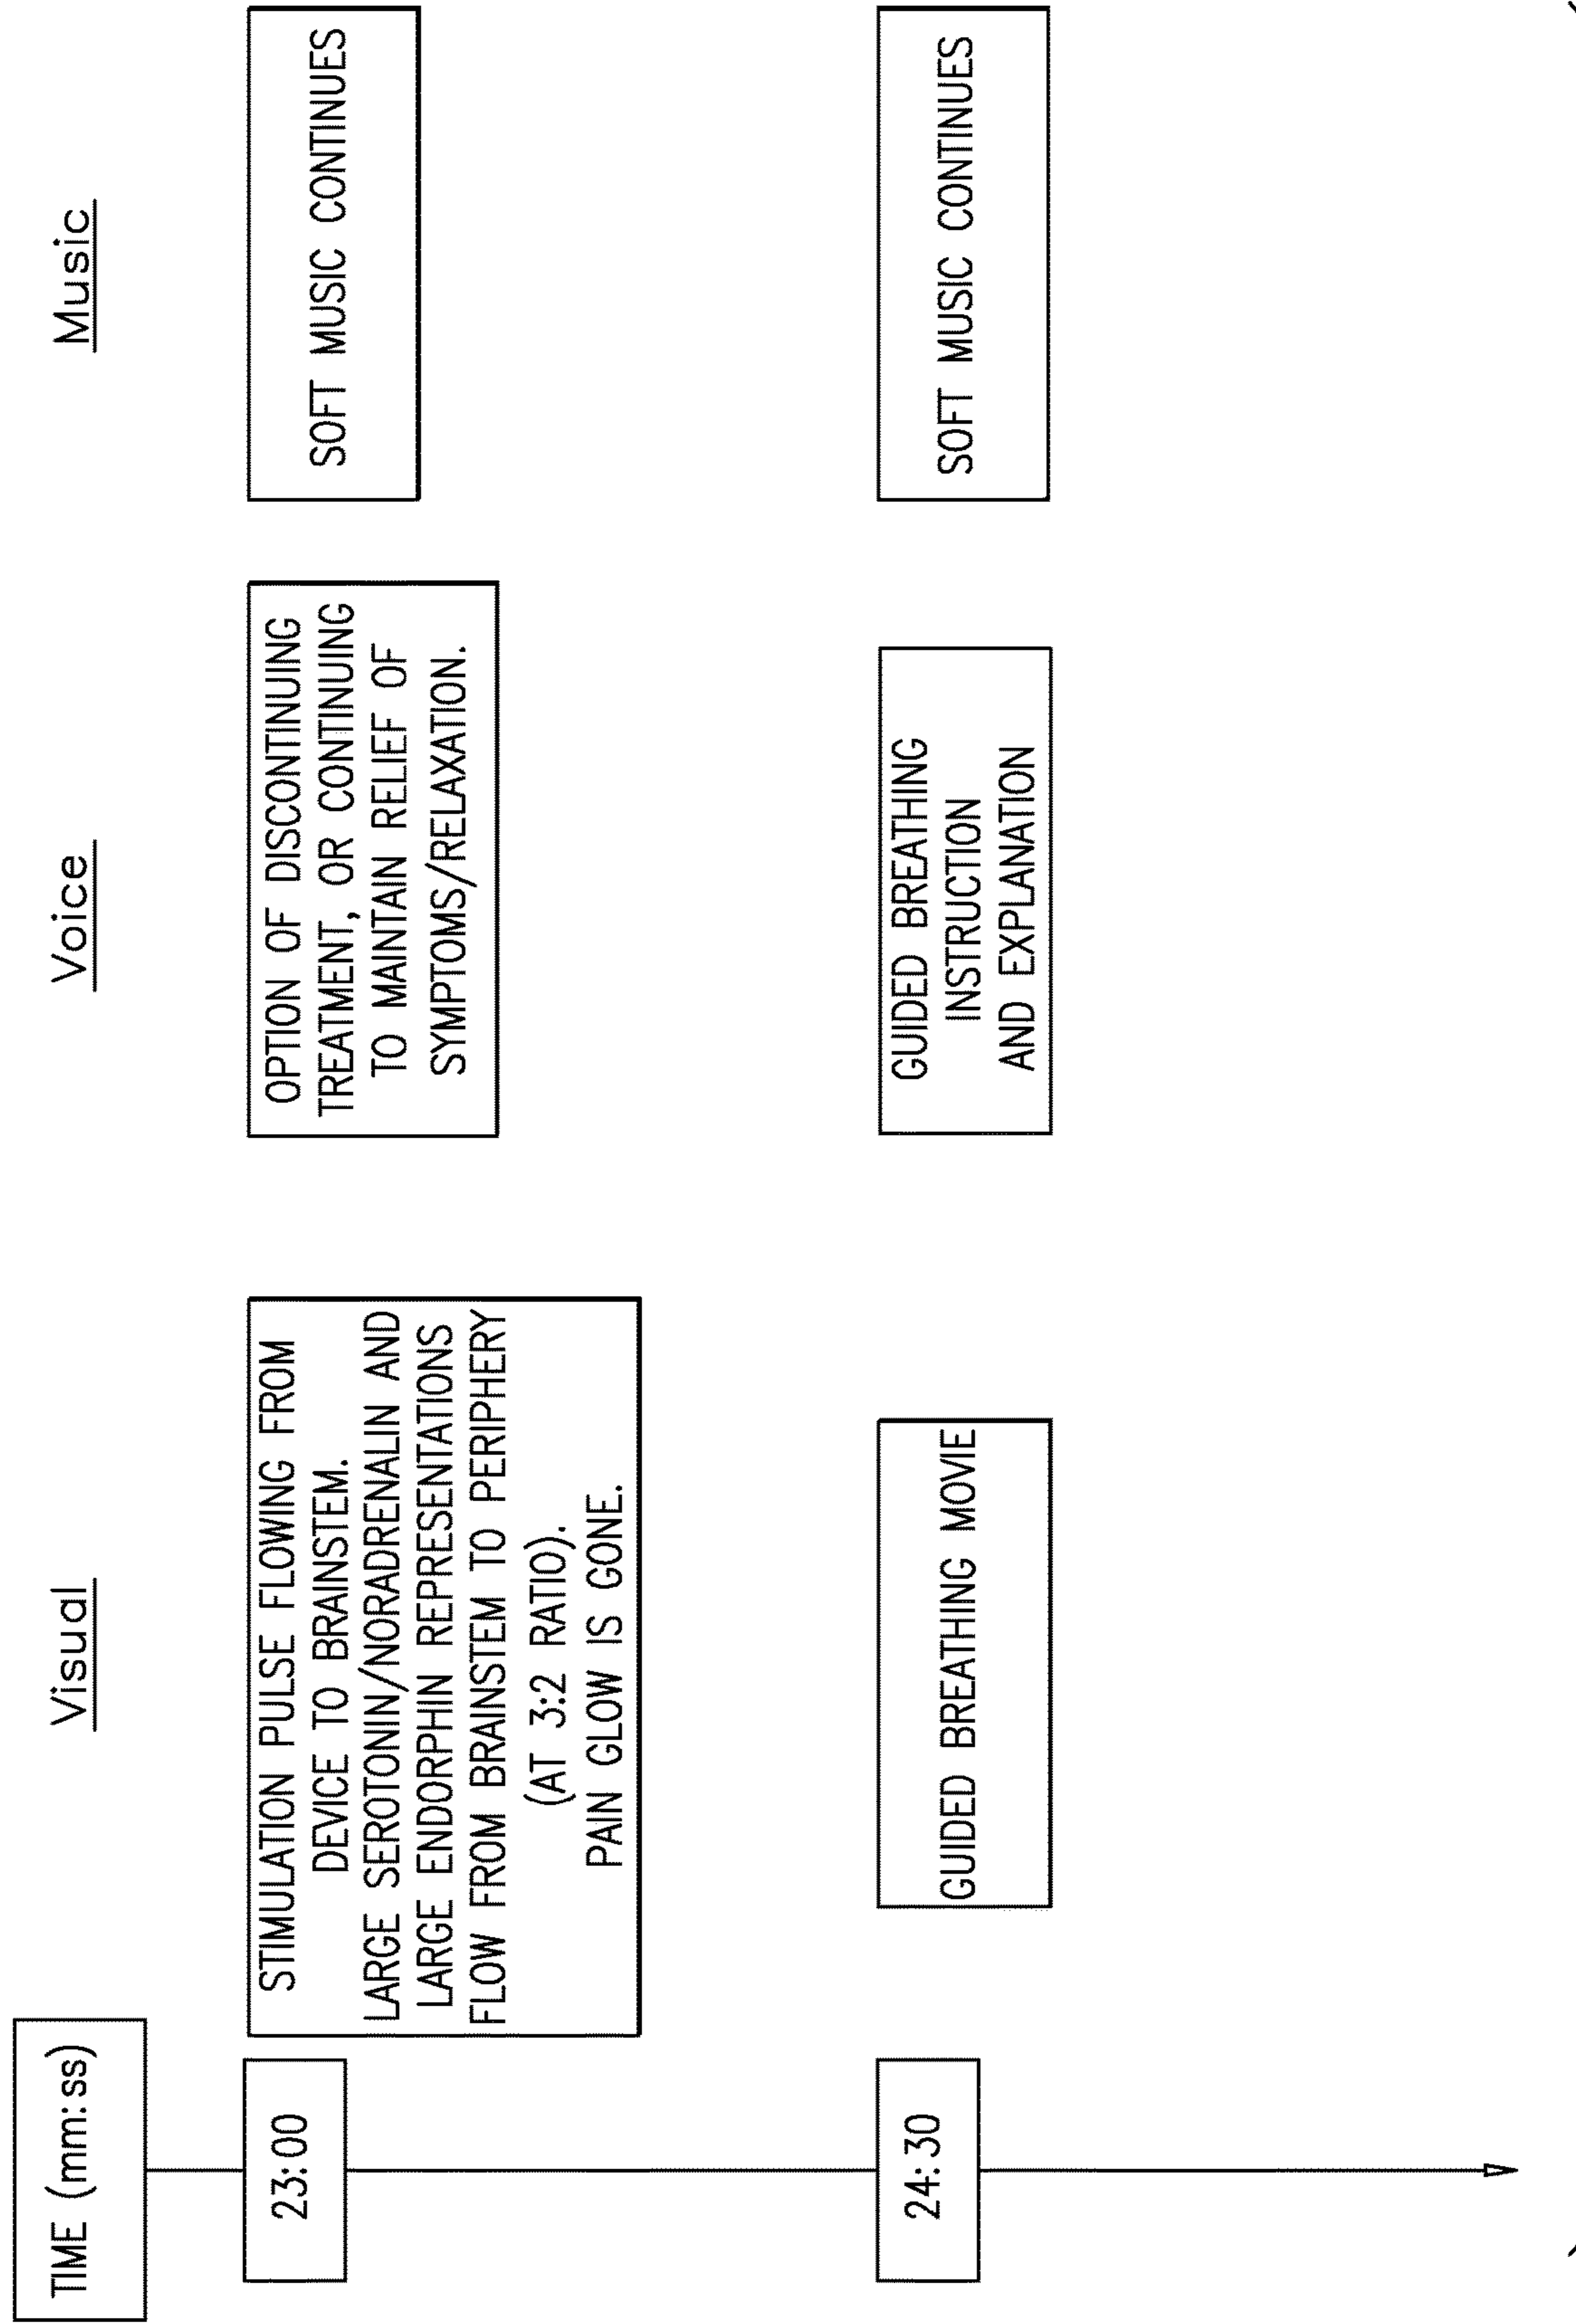 TIME (mm:ss)
Visual
Voice
Music
23:00
STIMULATION PULSE FLOWING FROM
DEVICE TO BRAINSTEM.
LARGE SEROTONIN/NORADRENALIN AND
LARGE ENDORPHIN REPRESENTATIONS
FLOW FROM BRAINSTEM TO PERIPHERY
(AT 3:2 RATIO).
PAIN GLOW IS GONE.
OPTION OF DISCONTINUING
TREATMENT, OR CONTINUING
TO MAINTAIN RELIEF OF
SYMPTOMS/RELAXATION.
SOFT MUSIC CONTINUES
24:30
GUIDED BREATHING MOVIE
GUIDED BREATHING
INSTRUCTION
AND EXPLANATION
SOFT MUSIC CONTINUES